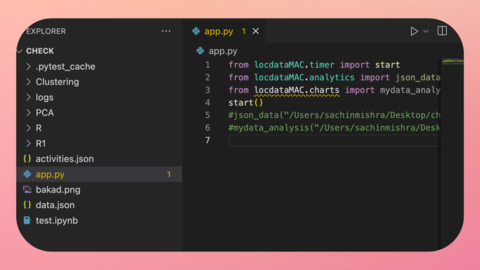 EXPLORER
CHECK
.pytest_cache
Clustering
logs
PCA
R
R1
activities.json
app.py 1
bakad.png
data.json
test.ipynb
app.py 1
app.py
1 from locdataMAC.timer import start
2 from locdataMAC.analytics import json_data
3 from locdataMAC.charts import mydata_analy
4 start()
5 #json_data("/Users/sachinmishra/Desktop/ch
6 #mydata_analysis("/Users/sachinmishra/Desk
7